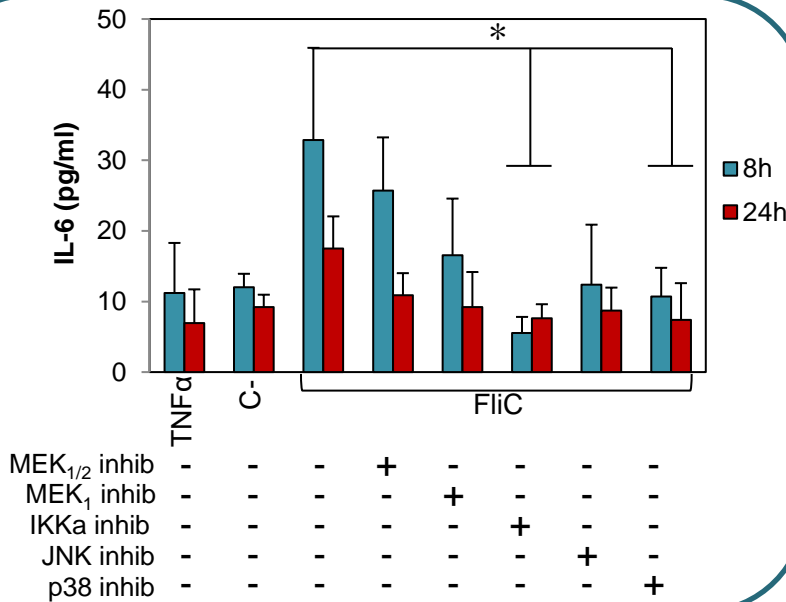 50
*
40
30
20
10
0
IL-6 (pg/ml)
8h
24h
TNFα
C-
FliC
MEK1/2 inhib - - - + - - - -
MEK1 inhib - - - - + - - -
IKKa inhib - - - - - + - -
JNK inhib - - - - - - + -
p38 inhib - - - - - - - +